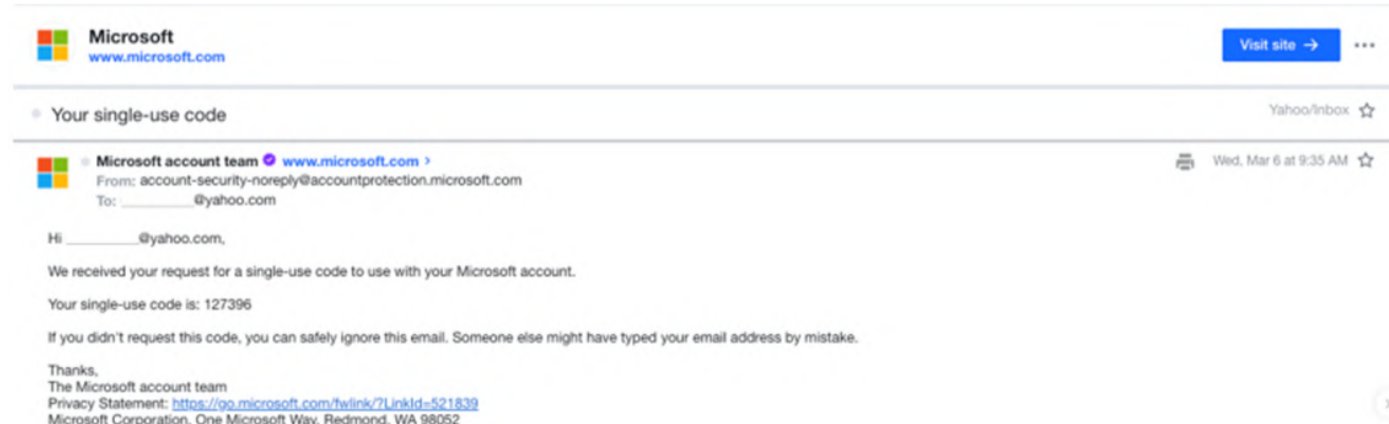 Microsoft
www.microsoft.com
Visit site →
Your single-use code
Yahoo/Inbox
Microsoft account team www.microsoft.com >
Wed, Mar 6 at 9:35 AM
From: account-security-noreply@accountprotection.microsoft.com
To: _________@yahoo.com
Hi _________@yahoo.com,
We received your request for a single-use code to use with your Microsoft account.
Your single-use code is: 127396
If you didn't request this code, you can safely ignore this email. Someone else might have typed your email address by mistake.
Thanks,
The Microsoft account team
Privacy Statement: https://go.microsoft.com/fwlink/?LinkId=521839
Microsoft Corporation, One Microsoft Way, Redmond, WA 98052